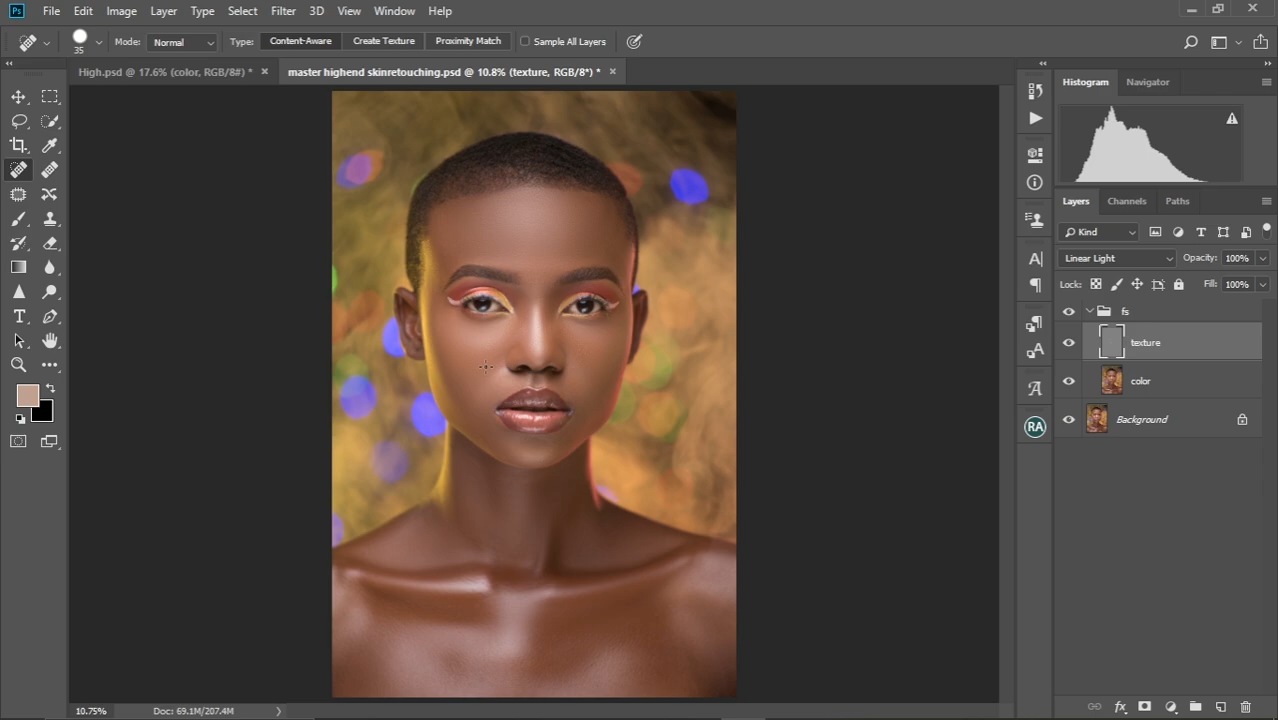 Ps File Edit Image Layer Type Select Filter 3D View Window Help
35 Mode: Normal Type: Content-Aware Create Texture Proximity Match Sample All Layers
High.psd @ 17.6% (color, RGB/8#) * × master highend skinretouching.psd @ 10.8% (texture, RGB/8*) * ×
Histogram Navigator
Layers Channels Paths
Kind
Linear Light Opacity: 100%
Lock: Fill: 100%
fs
texture
color
Background
RA
10.75% Doc: 69.1M/207.4M